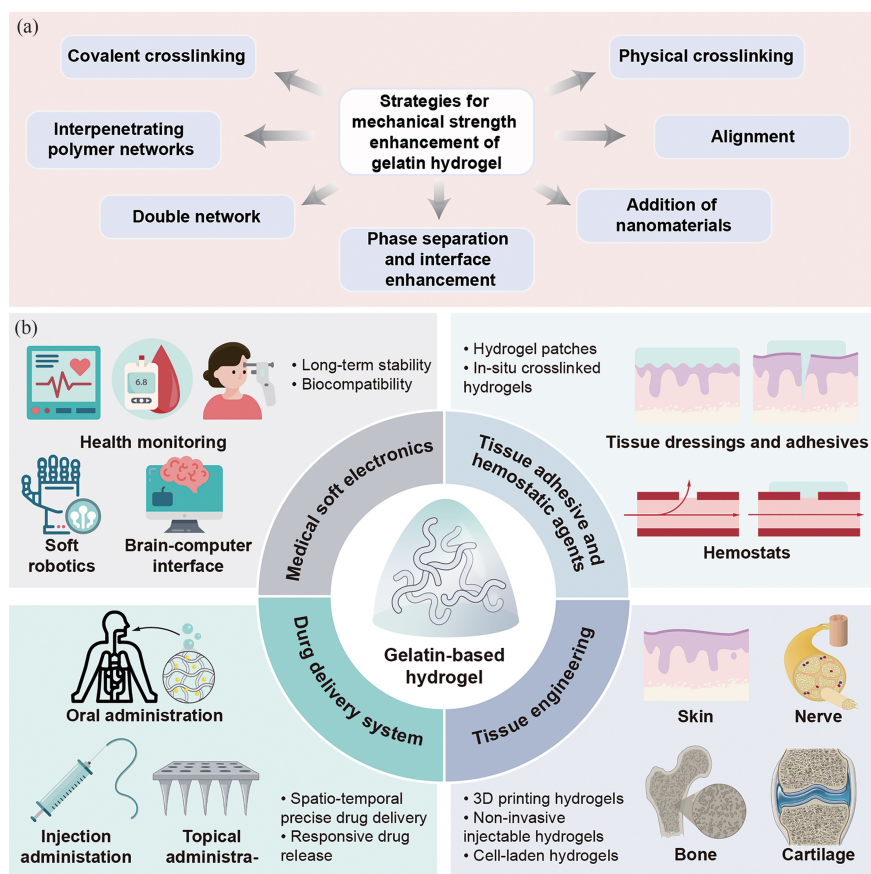 (a)
Covalent crosslinking
Physical crosslinking
Strategies for
mechanical strength
enhancement of
gelatin hydrogel
Interpenetrating
polymer networks
Alignment
Double network
Addition of
nanomaterials
Phase separation
and interface
enhancement
(b)
• Long-term stability
• Biocompatibility
6.8
Health monitoring
Soft
robotics
Brain-computer
interface
• Hydrogel patches
• In-situ crosslinked
hydrogels
Tissue dressings and adhesives
Hemostats
Medical soft electronics
Tissue adhesive and
hemostatic agents
Gelatin-based
hydrogel
Durg delivery system
Tissue engineering
Oral administration
Injection
administation
Topical
administra-
• Spatio-temporal
precise drug delivery
• Responsive drug
release
• 3D printing hydrogels
• Non-invasive
injectable hydrogels
• Cell-laden hydrogels
Skin
Nerve
Bone
Cartilage